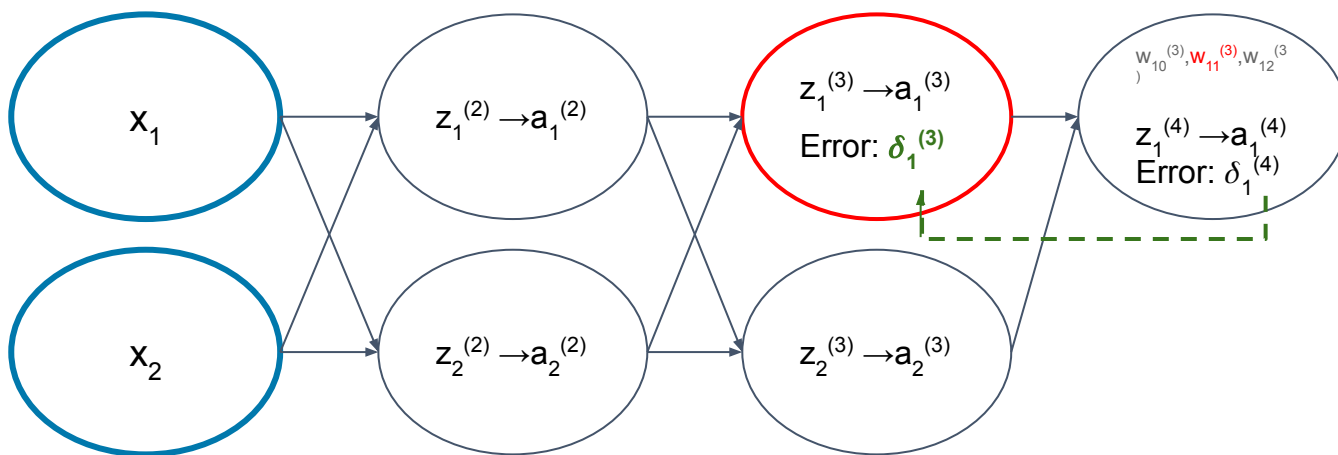 x₁
z₁⁽²⁾ →a₁⁽²⁾
z₁⁽³⁾ →a₁⁽³⁾
Error: δ₁⁽³⁾
w₁₀⁽³⁾,w₁₁⁽³⁾,w₁₂⁽³
⁾
z₁⁽⁴⁾ →a₁⁽⁴⁾
Error: δ₁⁽⁴⁾
x₂
z₂⁽²⁾ →a₂⁽²⁾
z₂⁽³⁾ →a₂⁽³⁾